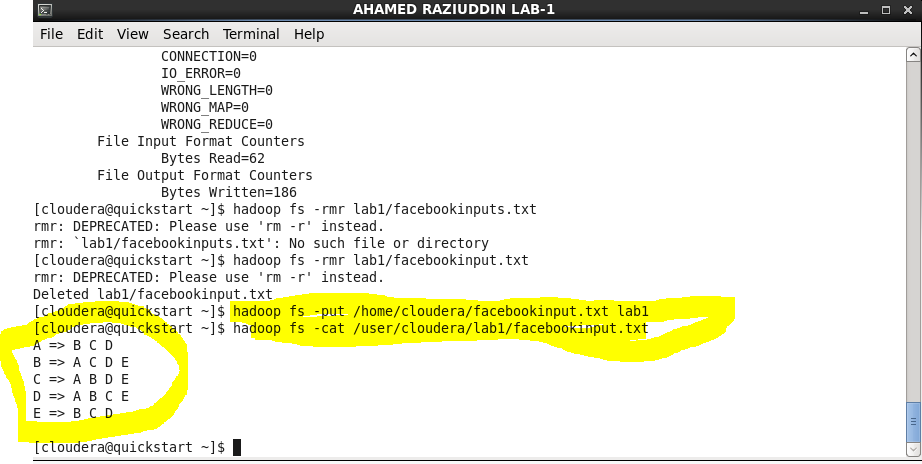 AHAMED RAZIUDDIN LAB-1
File Edit View Search Terminal Help
CONNECTION=0
IO_ERROR=0
WRONG_LENGTH=0
WRONG_MAP=0
WRONG_REDUCE=0
File Input Format Counters
Bytes Read=62
File Output Format Counters
Bytes Written=186
[cloudera@quickstart ~]$ hadoop fs -rmr lab1/facebookinputs.txt
rmr: DEPRECATED: Please use 'rm -r' instead.
rmr: `lab1/facebookinputs.txt': No such file or directory
[cloudera@quickstart ~]$ hadoop fs -rmr lab1/facebookinput.txt
rmr: DEPRECATED: Please use 'rm -r' instead.
Deleted lab1/facebookinput.txt
[cloudera@quickstart ~]$ hadoop fs -put /home/cloudera/facebookinput.txt lab1
[cloudera@quickstart ~]$ hadoop fs -cat /user/cloudera/lab1/facebookinput.txt
A => B C D
B => A C D E
C => A B D E
D => A B C E
E => B C D
[cloudera@quickstart ~]$